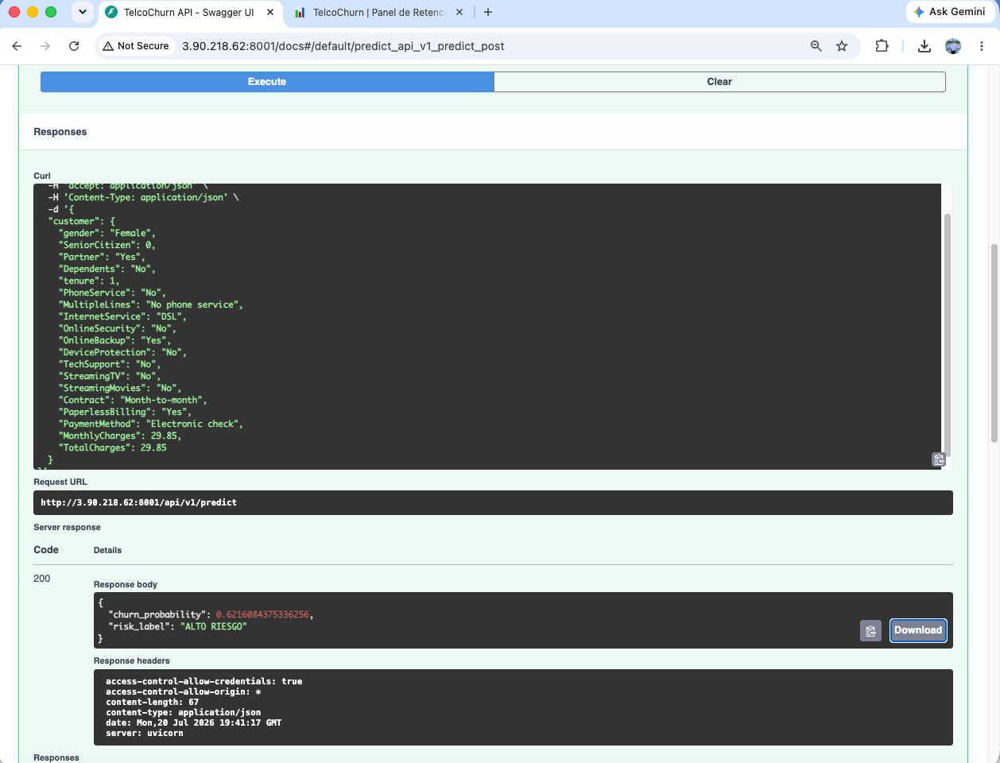 TelcoChurn API - Swagger UI
TelcoChurn | Panel de Retenc
Ask Gemini
Not Secure
3.90.218.62:8001/docs#/default/predict_api_v1_predict_post
Execute
Clear
Responses
Curl
-H 'accept: application/json' \
-H 'Content-Type: application/json' \
-d '{
"customer": {
"gender": "Female",
"SeniorCitizen": 0,
"Partner": "Yes",
"Dependents": "No",
"tenure": 1,
"PhoneService": "No",
"MultipleLines": "No phone service",
"InternetService": "DSL",
"OnlineSecurity": "No",
"OnlineBackup": "Yes",
"DeviceProtection": "No",
"TechSupport": "No",
"StreamingTV": "No",
"StreamingMovies": "No",
"Contract": "Month-to-month",
"PaperlessBilling": "Yes",
"PaymentMethod": "Electronic check",
"MonthlyCharges": 29.85,
"TotalCharges": 29.85
}
Request URL
http://3.90.218.62:8001/api/v1/predict
Server response
Code
Details
200
Response body
{
"churn_probability": 0.6216084375336256,
"risk_label": "ALTO RIESGO"
}
Download
Response headers
access-control-allow-credentials: true
access-control-allow-origin: *
content-length: 67
content-type: application/json
date: Mon,20 Jul 2026 19:41:17 GMT
server: uvicorn
Responses